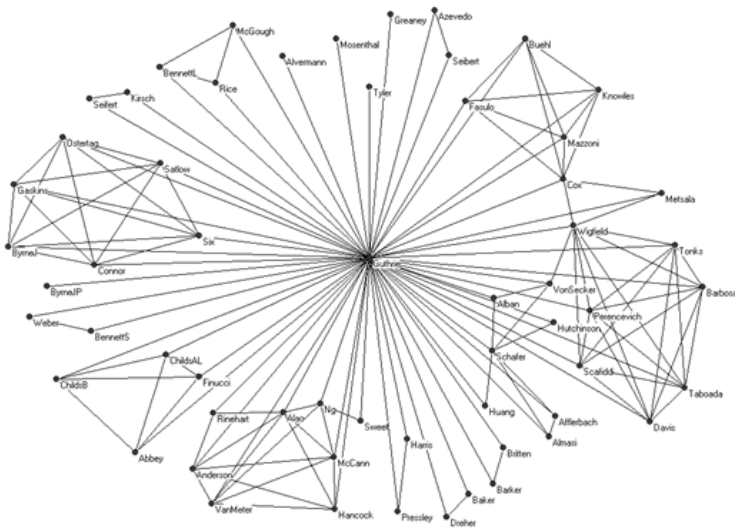 Greaney
Azevedo
McGough
Mosenthal
Buehl
Alvermann
Seibert
BennettL
Rice
Tyler
Knowles
Seifert
Kirsch
Fasulo
Ostertag
Mazzoni
Satlow
Gaskins
Cox
Metsala
Wigfield
Six
ByrneJ
Tonks
Connor
Guthrie
ByrneJP
VonSecker
Barbosa
Alban
Weber
Perencevich
BennettS
Hutchinson
ChildsAL
Schafer
ChildsB
Finucci
Scafiddi
Taboada
Rinehart
Alao
Ng
Huang
Sweet
Afflerbach
Davis
Abbey
Harris
Almasi
McCann
Britten
Anderson
Barker
VanMeter
Hancock
Pressley
Baker
Dreher